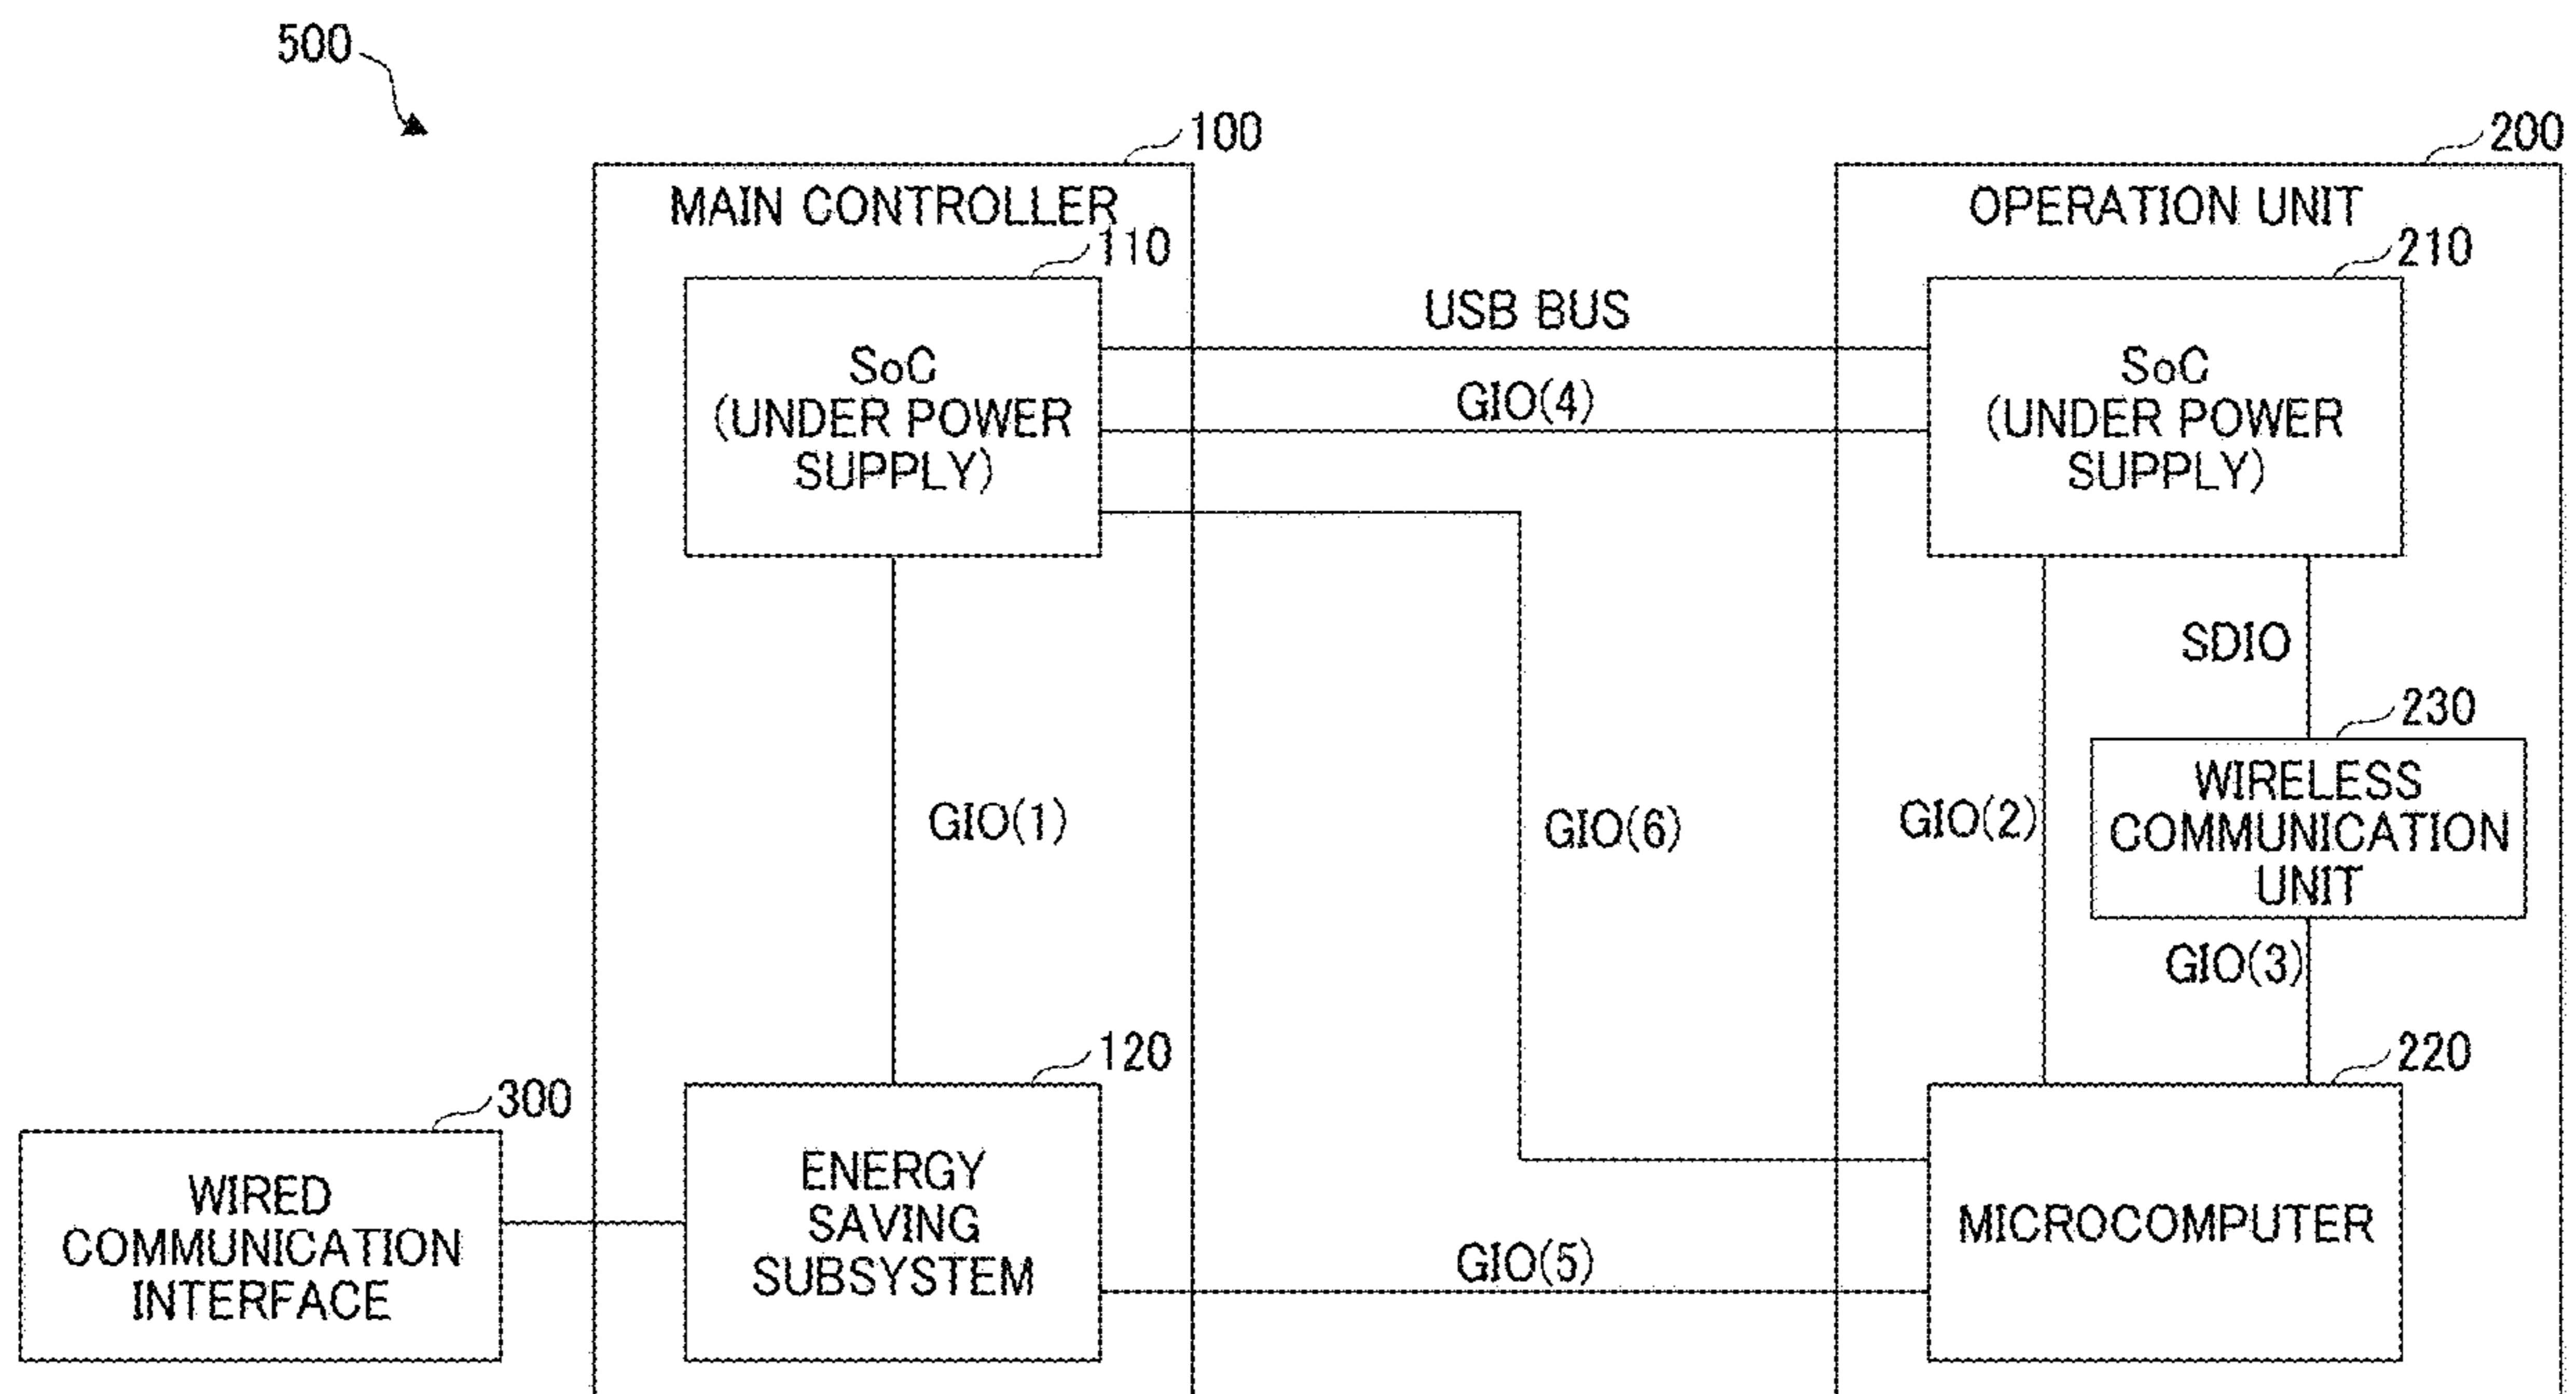 500
100
200
MAIN CONTROLLER
OPERATION UNIT
110
210
USB BUS
SoC
(UNDER POWER
SUPPLY)
GIO(4)
SoC
(UNDER POWER
SUPPLY)
SDIO
230
WIRELESS
COMMUNICATION
UNIT
GIO(1)
GIO(6)
GIO(2)
GIO(3)
120
220
300
WIRED
COMMUNICATION
INTERFACE
ENERGY
SAVING
SUBSYSTEM
GIO(5)
MICROCOMPUTER